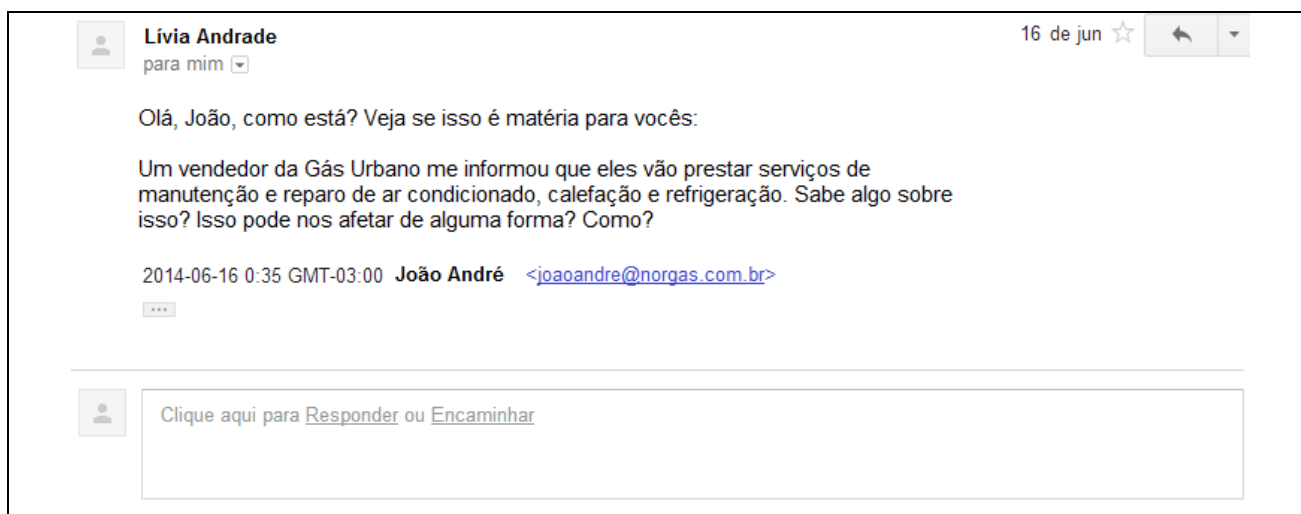 Lívia Andrade
16 de jun
para mim
Olá, João, como está? Veja se isso é matéria para vocês:
Um vendedor da Gás Urbano me informou que eles vão prestar serviços de
manutenção e reparo de ar condicionado, calefação e refrigeração. Sabe algo sobre
isso? Isso pode nos afetar de alguma forma? Como?
2014-06-16 0:35 GMT-03:00 João André <joaoandre@norgas.com.br>
...
Clique aqui para Responder ou Encaminhar